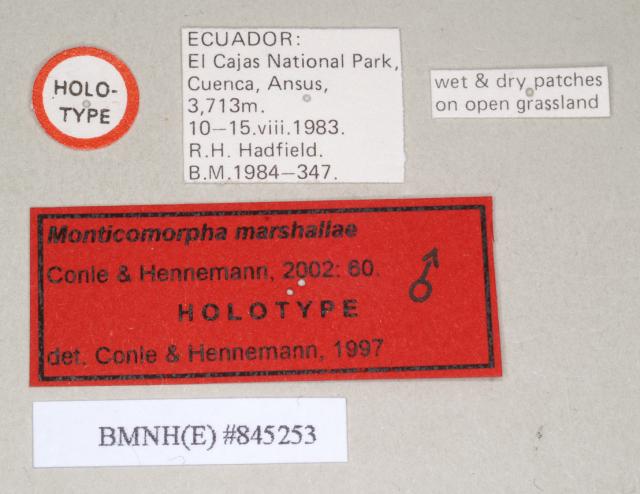 HOLO-
TYPE
ECUADOR:
El Cajas National Park,
Cuenca, Ansus,
3,713m.
10–15.viii.1983.
R.H. Hadfield.
B.M.1984–347.
wet & dry patches
on open grassland
Monticomorpha marshallae
Conle & Hennemann, 2002: 60.
♂
HOLOTYPE
det. Conle & Hennemann, 1997
BMNH(E) #845253